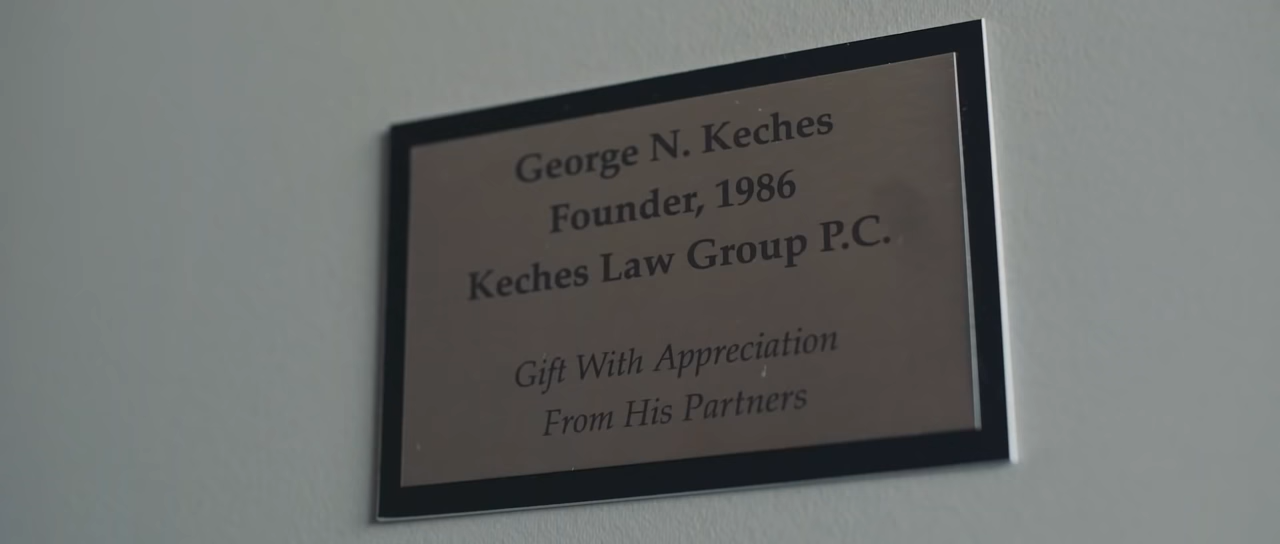 George N. Keches
Founder, 1986
Keches Law Group P.C.
Gift With Appreciation
From His Partners